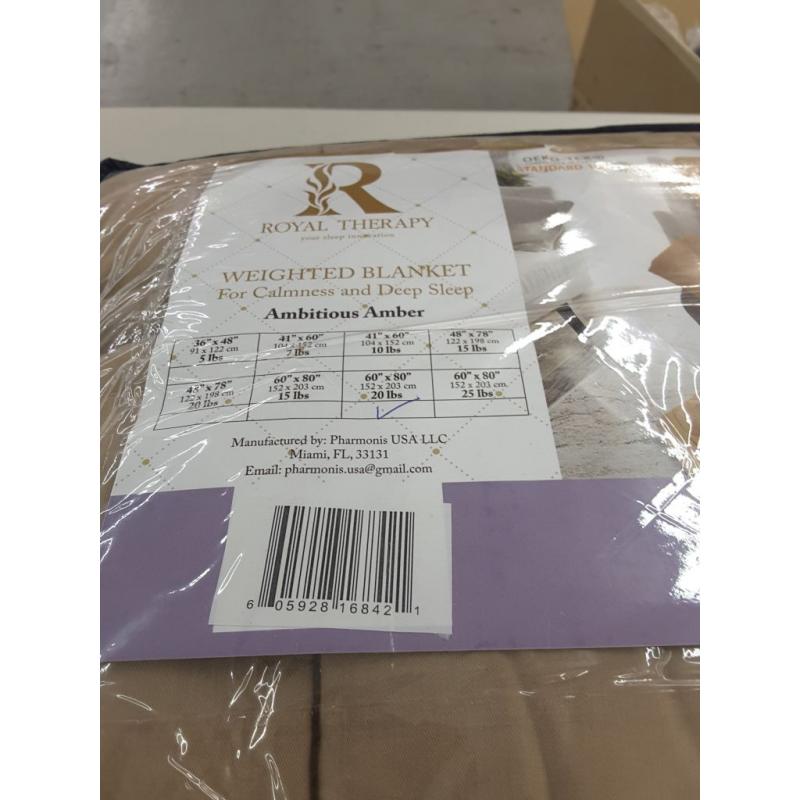 R
ROYAL THERAPY
your sleep innovation
WEIGHTED BLANKET
For Calmness and Deep Sleep
Ambitious Amber
36" x 48"
91 x 122 cm
5 lbs
41" x 60"
104 x 152 cm
7 lbs
41" x 60"
104 x 152 cm
10 lbs
48" x 78"
122 x 198 cm
15 lbs
48" x 78"
122 x 198 cm
20 lbs
60" x 80"
152 x 203 cm
15 lbs
60" x 80"
152 x 203 cm
20 lbs
60" x 80"
152 x 203 cm.
25 lbs
Manufactured by: Pharmonis USA LLC
Miami, FL, 33131
Email: pharmonis.usa@gmail.com
6 05928 16842 1
OEKO-TEX®
STANDARD